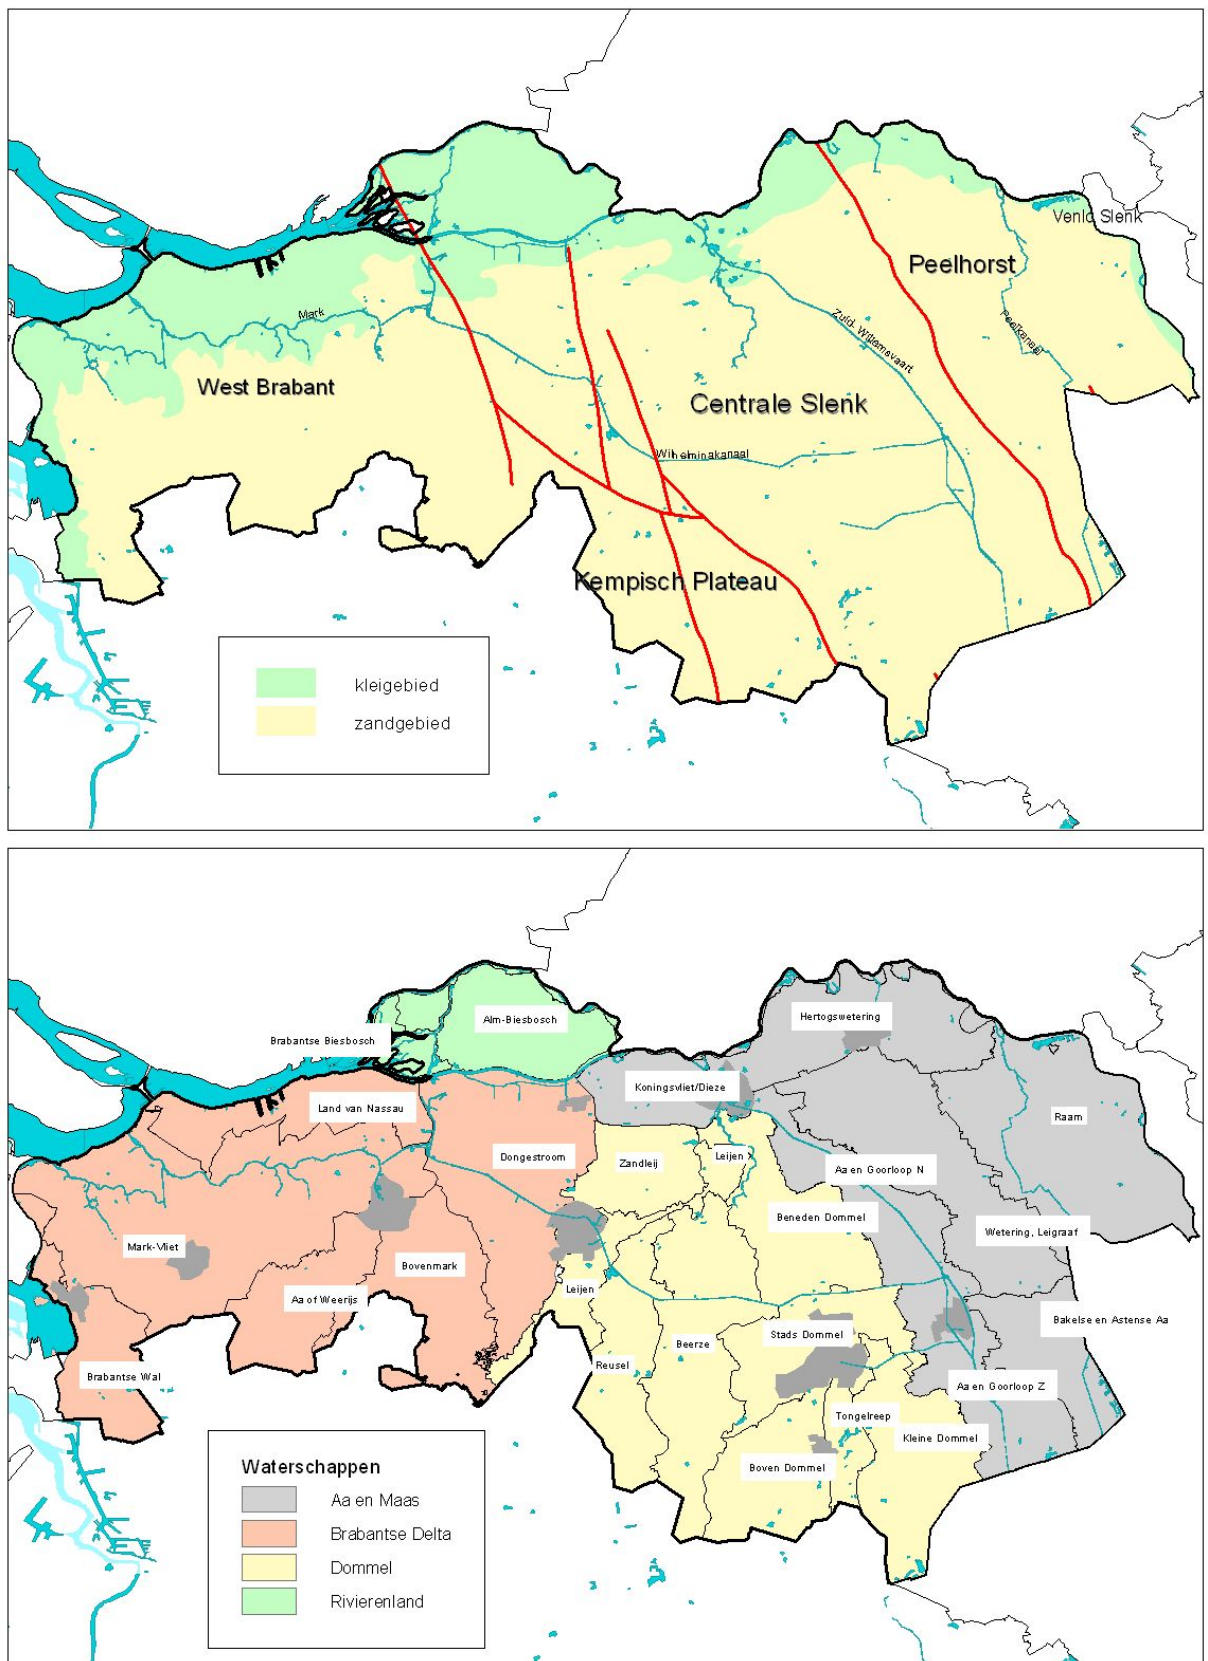 Venlo Slenk
Peelhorst
Mark
Zuid-Willemsvaart
Peelkanaal
West Brabant
Centrale Slenk
Wilhelminakanaal
Kempisch Plateau
kleigebied
zandgebied
Hertogswetering
Alm-Biesbosch
Brabantse Biesbosch
Koningsvliet/Dieze
Land van Nassau
Raam
Dongestroom
Zandleij
Leijen
Aa en Goorloop N
Beneden Dommel
Wetering, Leigraaf
Mark-Vliet
Bovenmark
Leijen
Aa of Weerijs
Bakelse en Astense Aa
Stads Dommel
Beerze
Reusel
Brabantse Wal
Aa en Goorloop Z
Tongelreep
Kleine Dommel
Boven Dommel
Waterschappen
Aa en Maas
Brabantse Delta
Dommel
Rivierenland